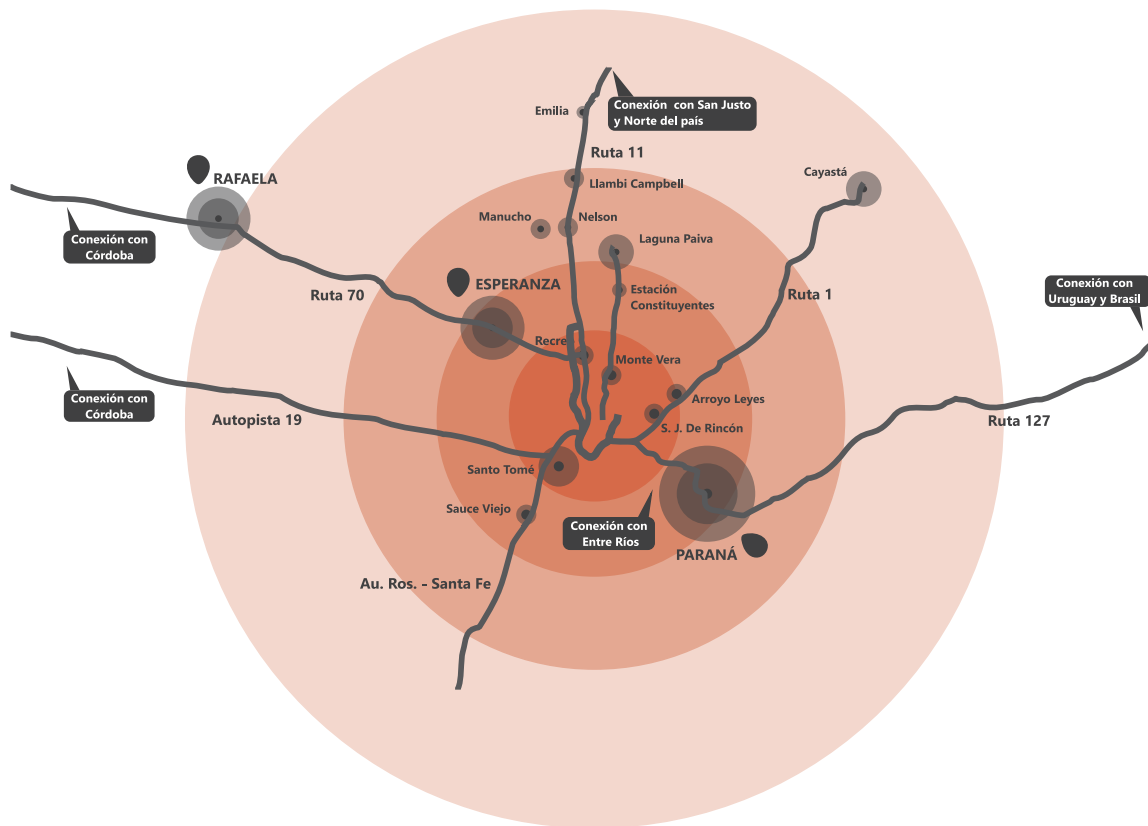 Emilia
Conexión con San Justo
y Norte del país
Ruta 11
RAFAELA
Llambi Campbell
Cayastá
Manucho
Nelson
Conexión con
Córdoba
Laguna Paiva
ESPERANZA
Ruta 70
Estación
Constituyentes
Ruta 1
Conexión con
Uruguay y Brasil
Recre
Monte Vera
Conexión con
Córdoba
Arroyo Leyes
Autopista 19
S. J. De Rincón
Ruta 127
Santo Tomé
Sauce Viejo
Conexión con
Entre Ríos
PARANÁ
Au. Ros. - Santa Fe